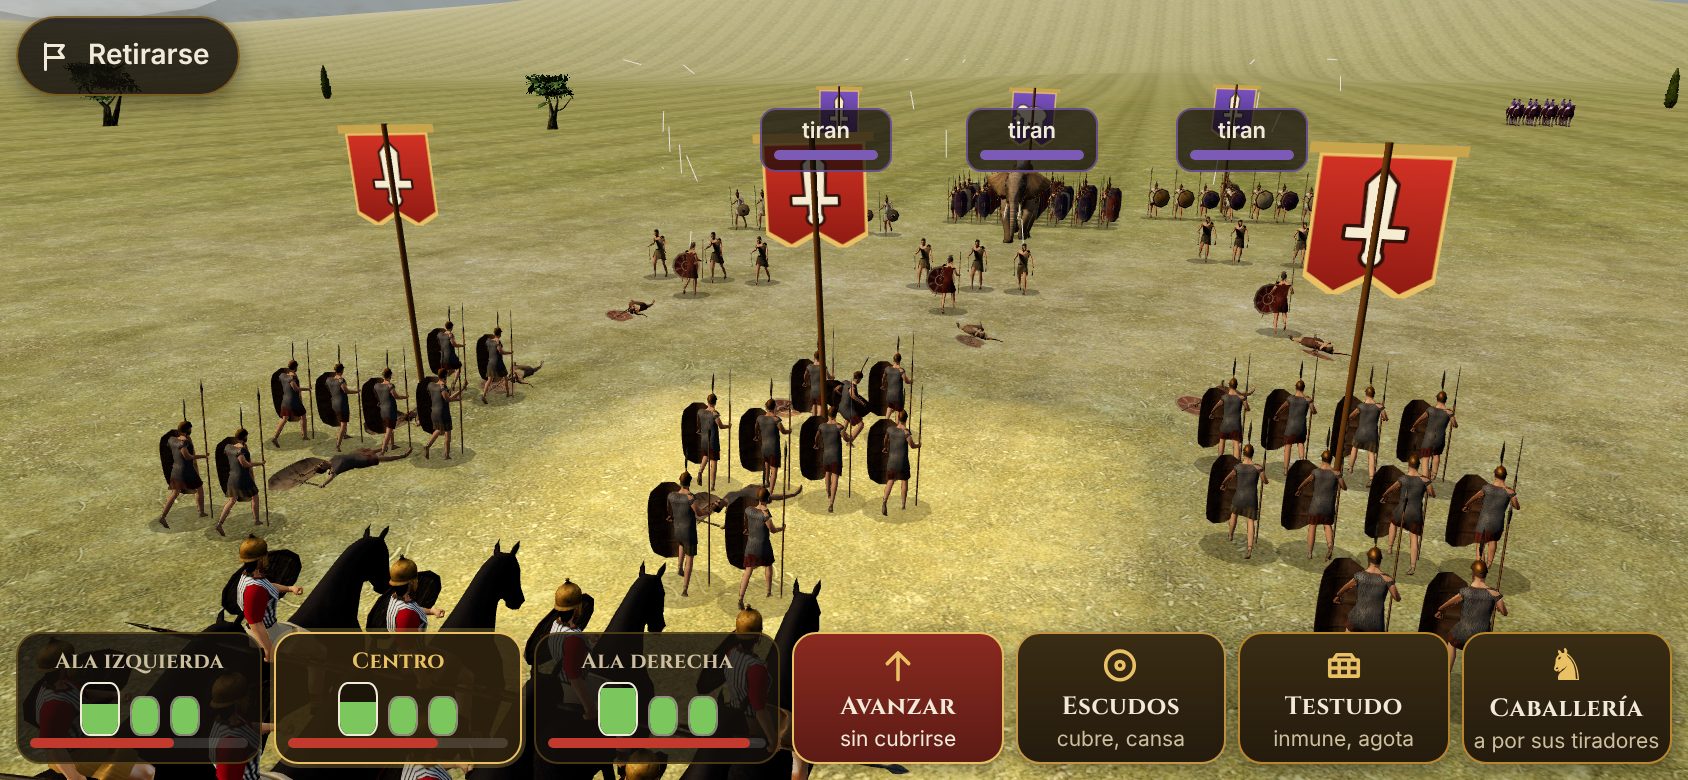 Retirarse
tiran
tiran
tiran
ALA IZQUIERDA
CENTRO
ALA DERECHA
AVANZAR
sin cubrirse
ESCUDOS
cubre, cansa
TESTUDO
inmune, agota
CABALLERÍA
a por sus tiradores